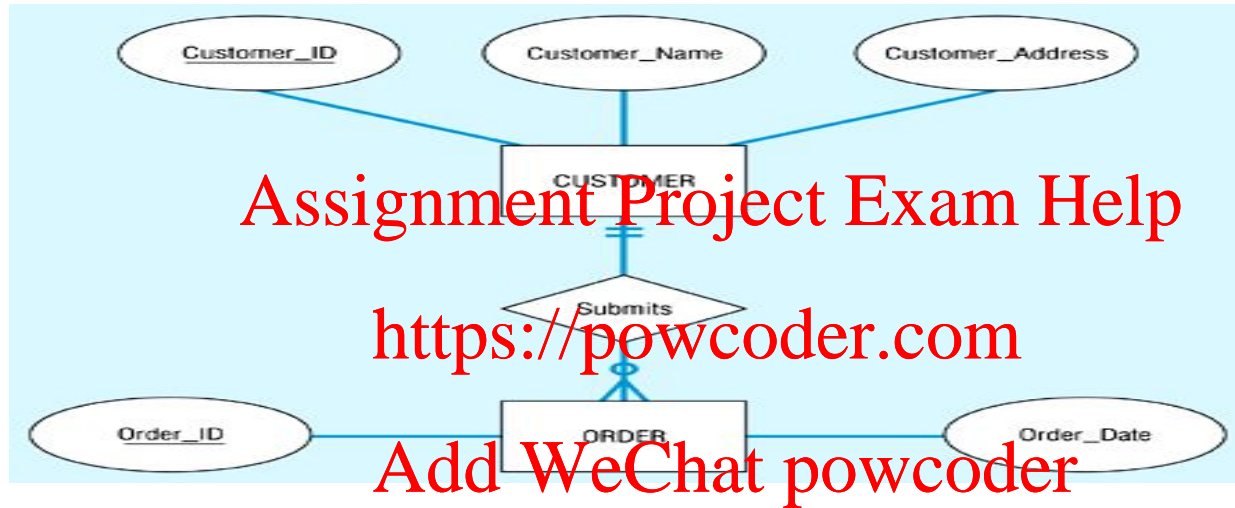 Customer_ID Customer_Name Customer_Address
CUSTOMER
Assignment Project Exam Help
Submits
https://powcoder.com
Order_ID ORDER Order_Date
Add WeChat powcoder